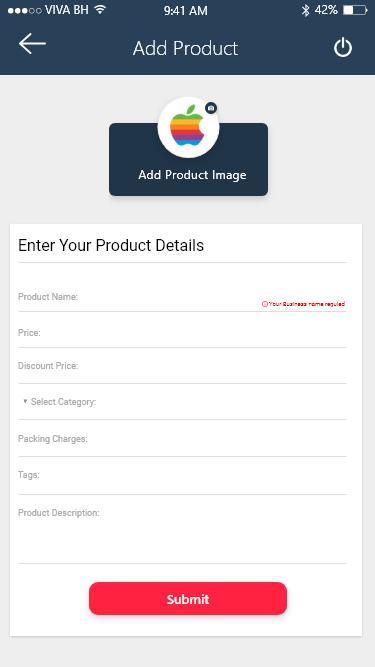 VIVA BH 9:41 AM 42%
Add Product
Add Product Image
Enter Your Product Details
Product Name:
Your Business name reguied
Price:
Discount Price:
Select Category:
Packing Charges:
Tags:
Product Description:
Submit